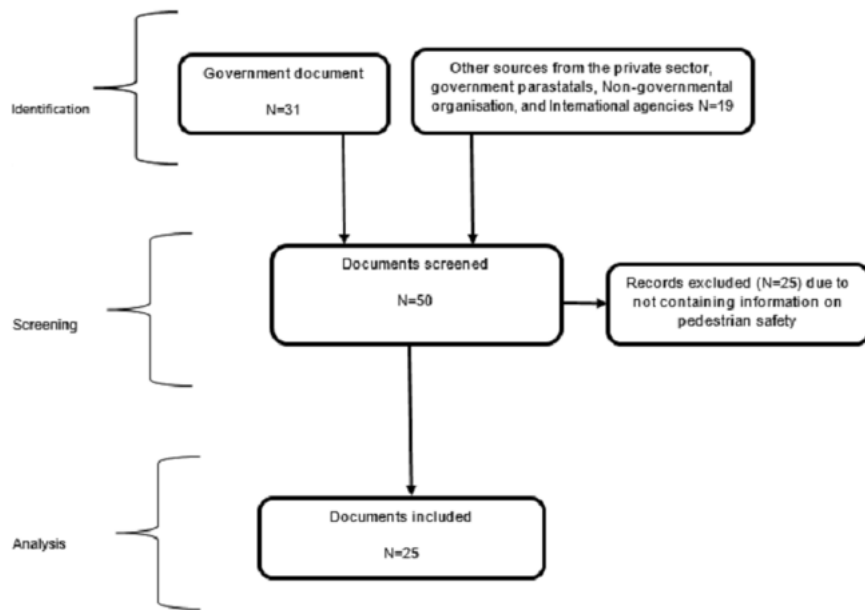 Government document
N=31
Other sources from the private sector,
government parastatals, Non-governmental
organisation, and International agencies N=19
Identification
Documents screened
N=50
Records excluded (N=25) due to
not containing information on
pedestrian safety
Screening
Documents included
N=25
Analysis